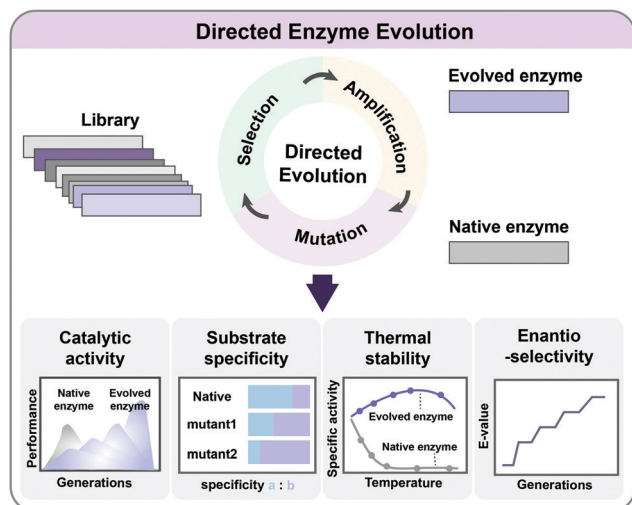 Directed Enzyme Evolution
Library
Selection
Amplification
Mutation
Directed
Evolution
Evolved enzyme
Native enzyme
Catalytic
activity
Performance
Native
enzyme
Evolved
enzyme
Generations
Substrate
specificity
Native
mutant1
mutant2
specificity a : b
Thermal
stability
Specific activity
Evolved enzyme
Native enzyme
Temperature
Enantio
-selectivity
E-value
Generations